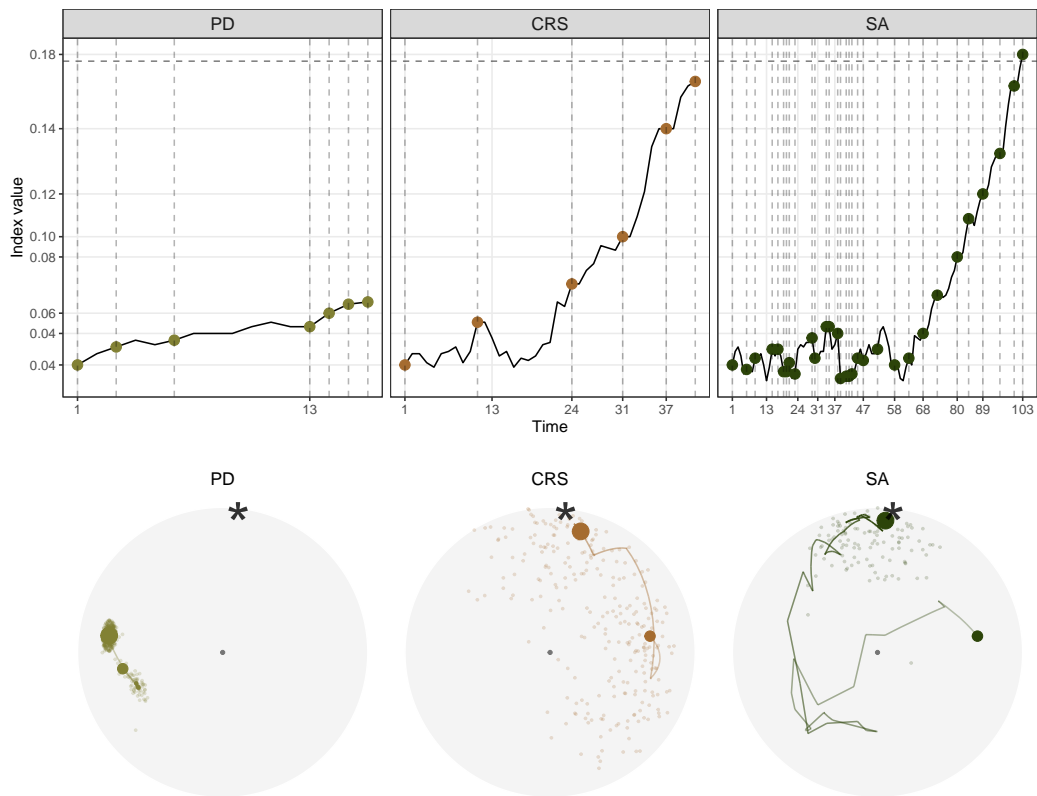 PD CRS SA
Index value
0.18
0.14
0.12
0.10
0.08
0.06
0.04
0.04
1 13
1 13 24 31 37
1 13 24 31 37 47 58 68 80 89 103
Time
PD CRS SA
* * *